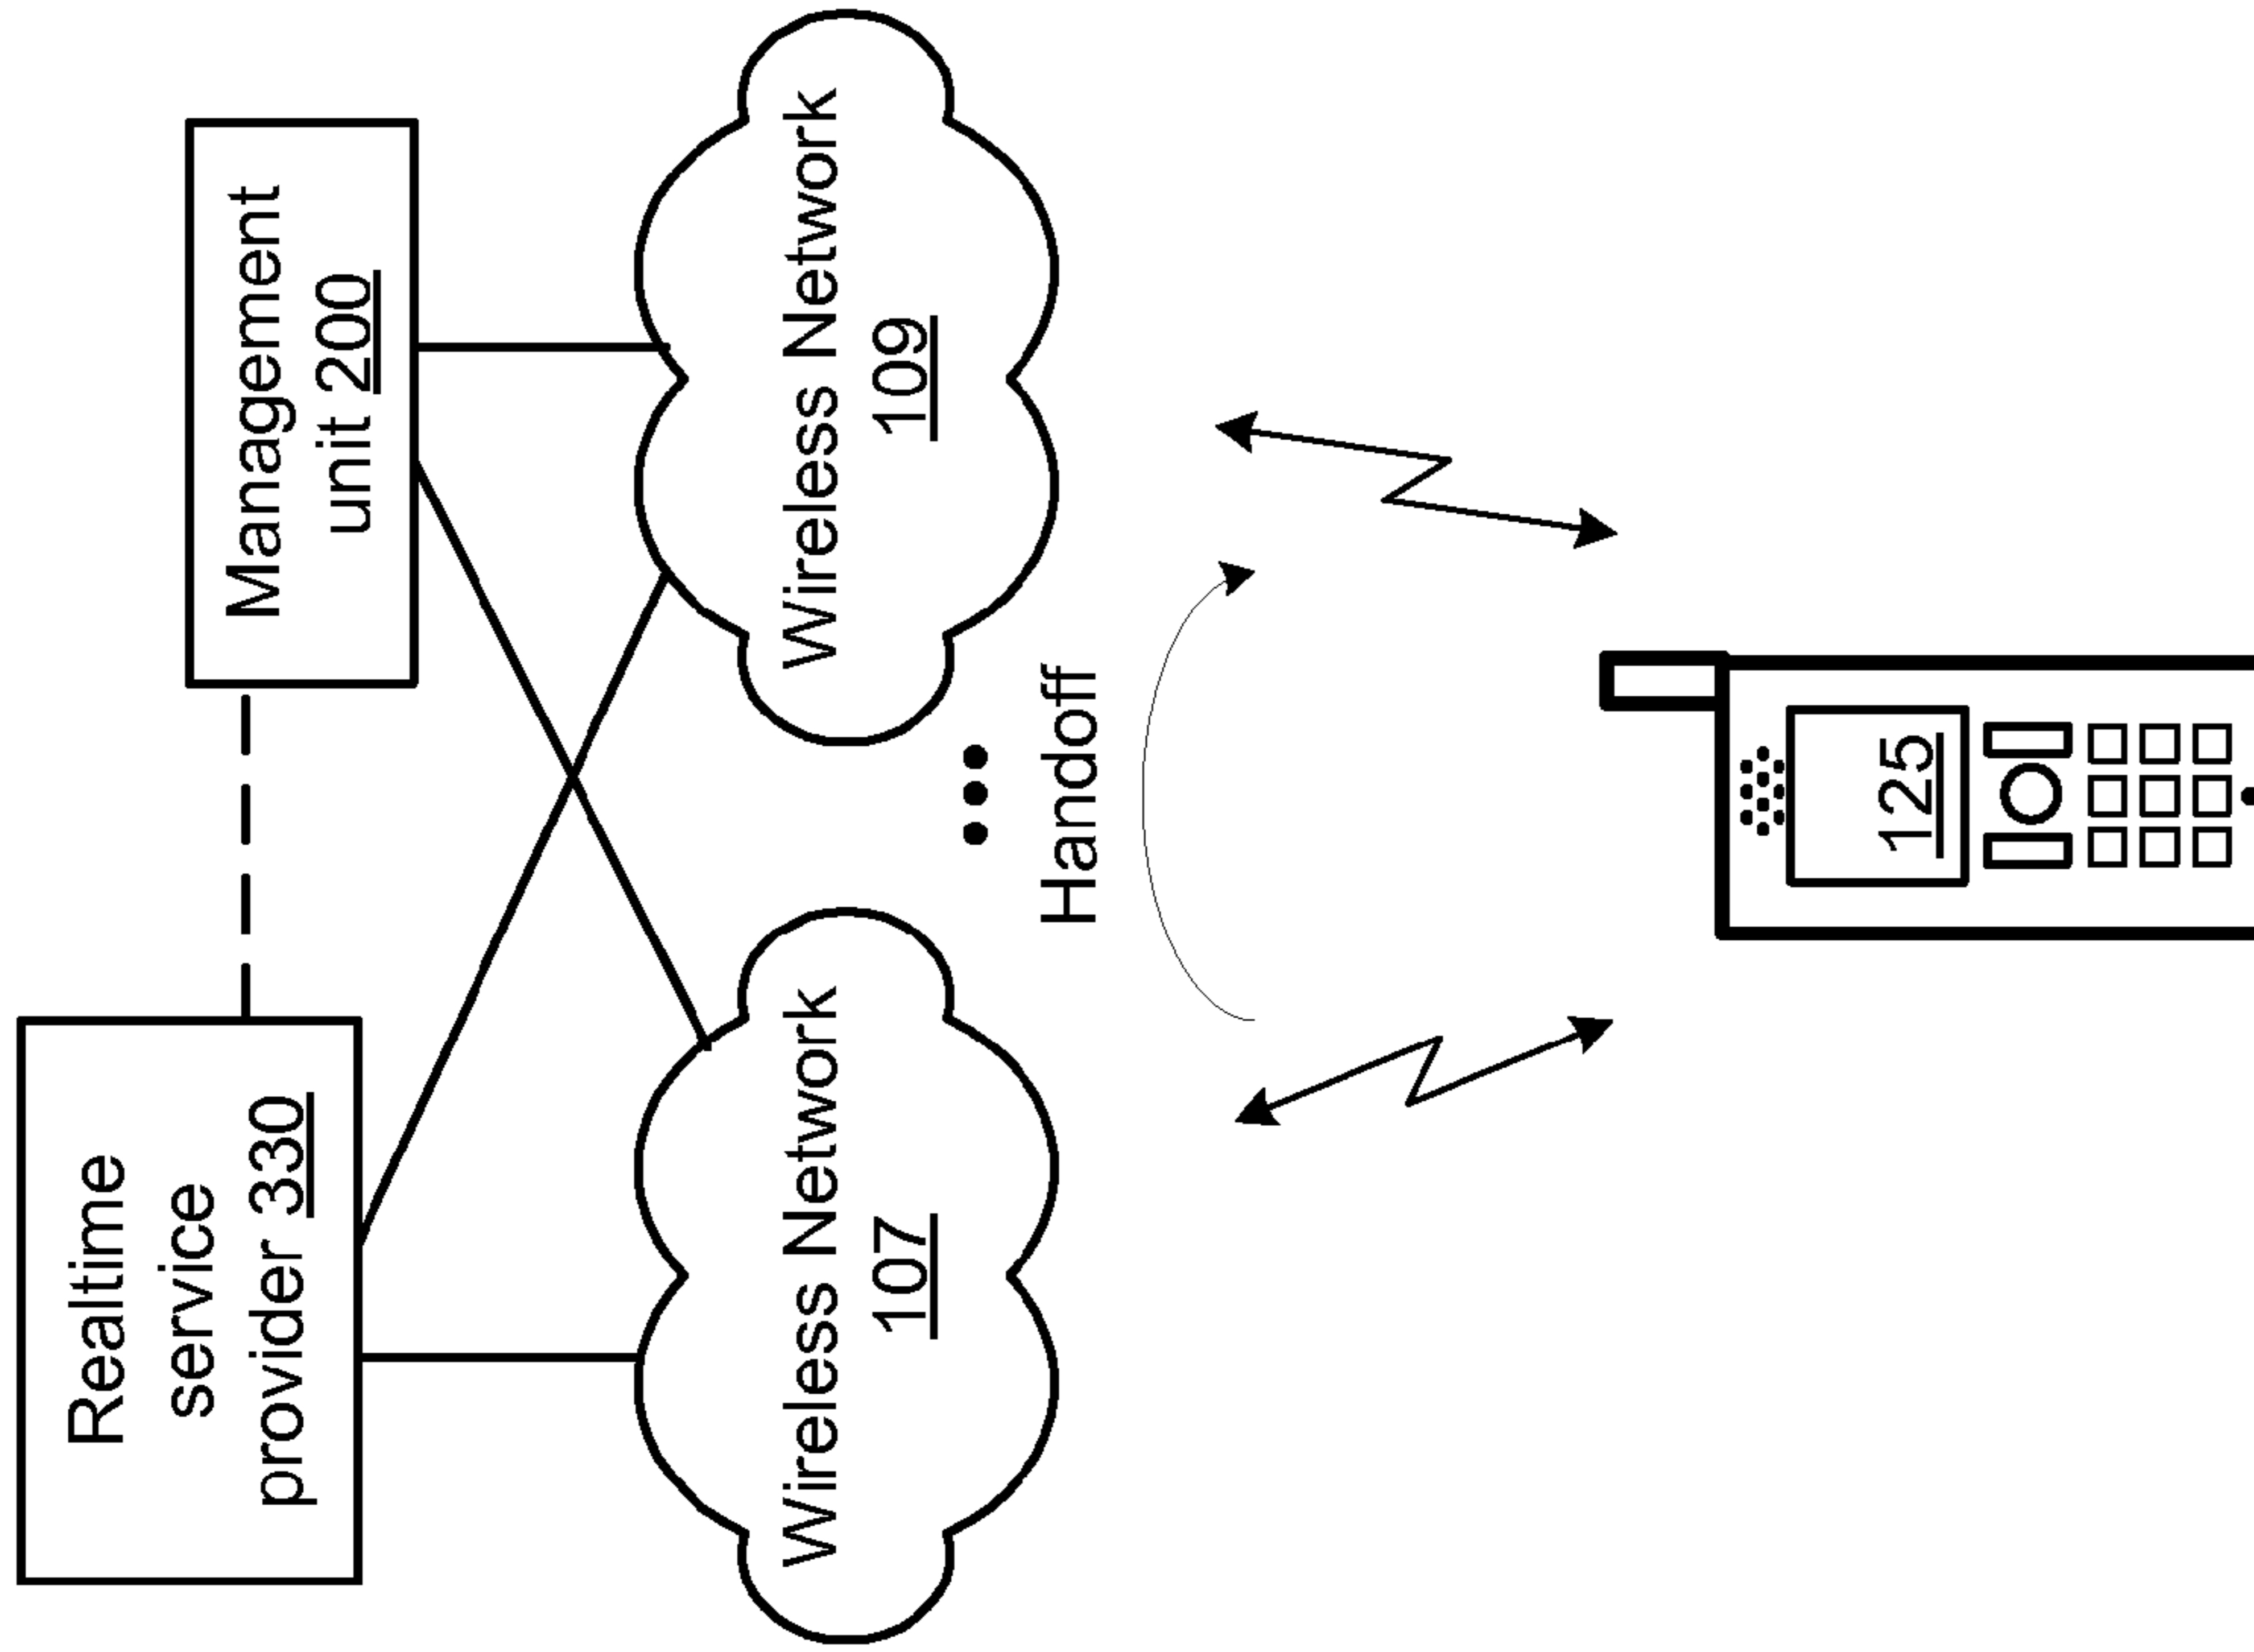 Realtime
service
provider 330
Management
unit 200
Wireless Network
107
Wireless Network
109
Handoff
125